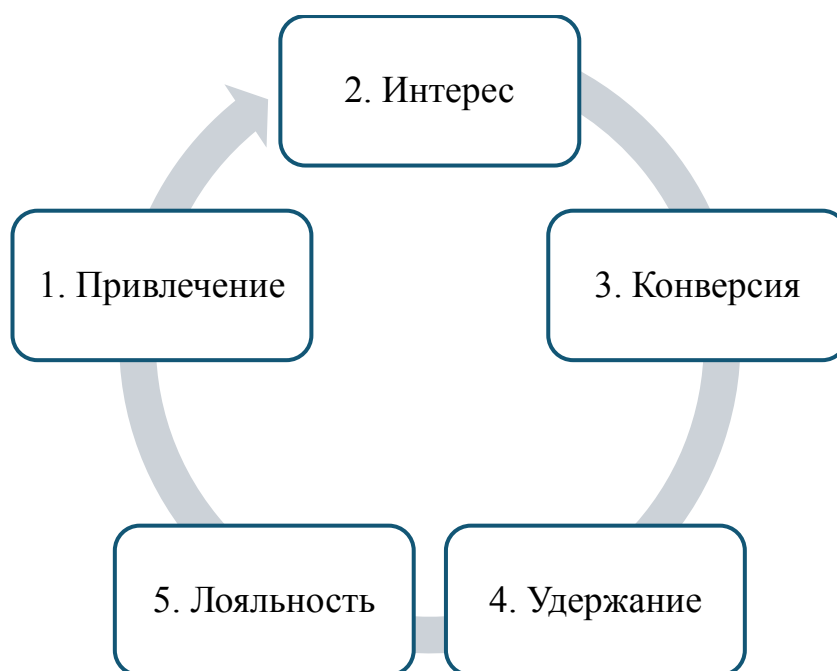 2. Интерес
1. Привлечение
3. Конверсия
5. Лояльность
4. Удержание